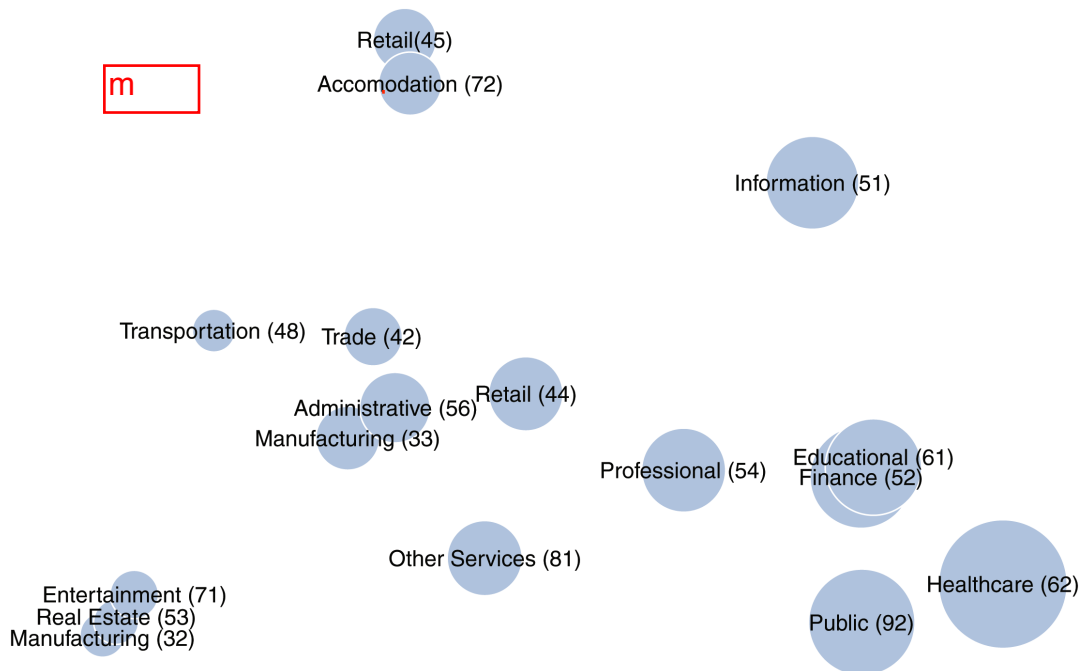 Retail(45)
m
Accomodation (72)
Information (51)
Transportation (48)
Trade (42)
Retail (44)
Administrative (56)
Manufacturing (33)
Educational (61)
Professional (54)
Finance (52)
Other Services (81)
Healthcare (62)
Entertainment (71)
Real Estate (53)
Public (92)
Manufacturing (32)